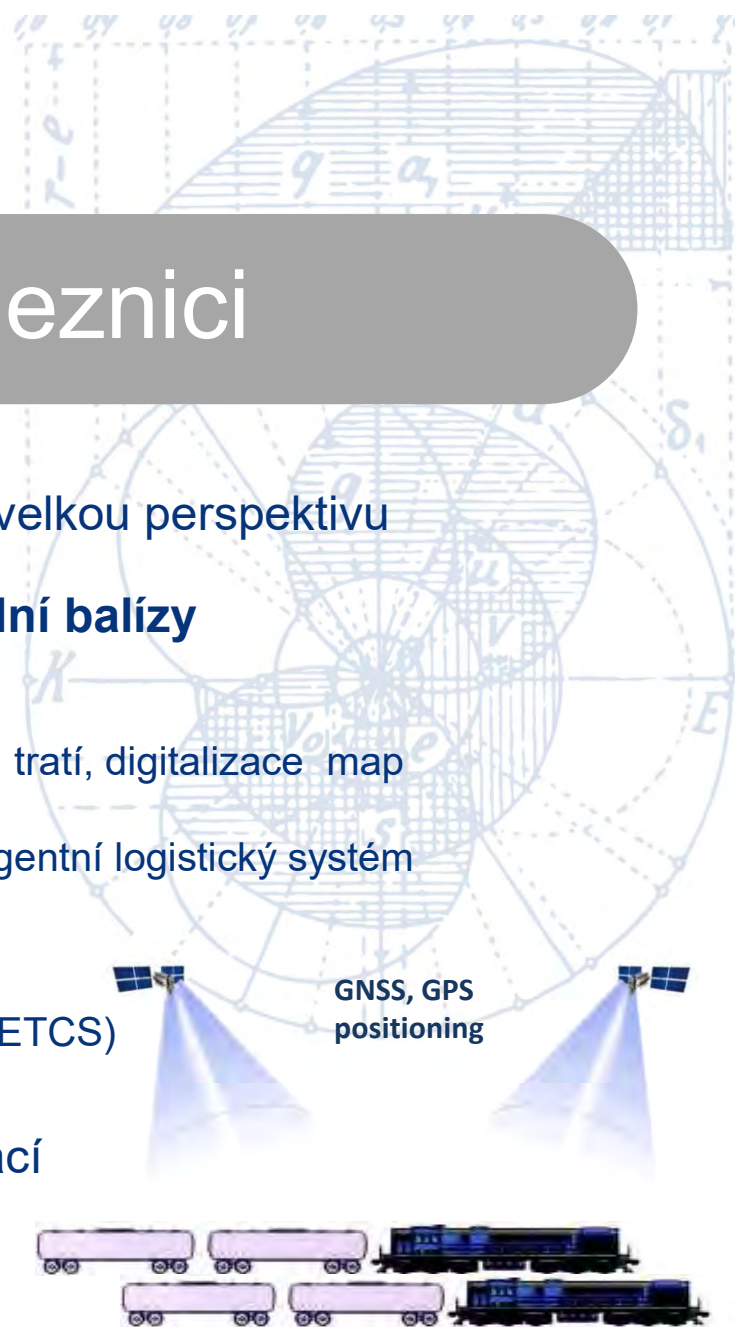 eznici
velkou perspektivu
lní balízy
tratí, digitalizace map
gentní logistický systém
GNSS, GPS
positioning
ETCS)
ací